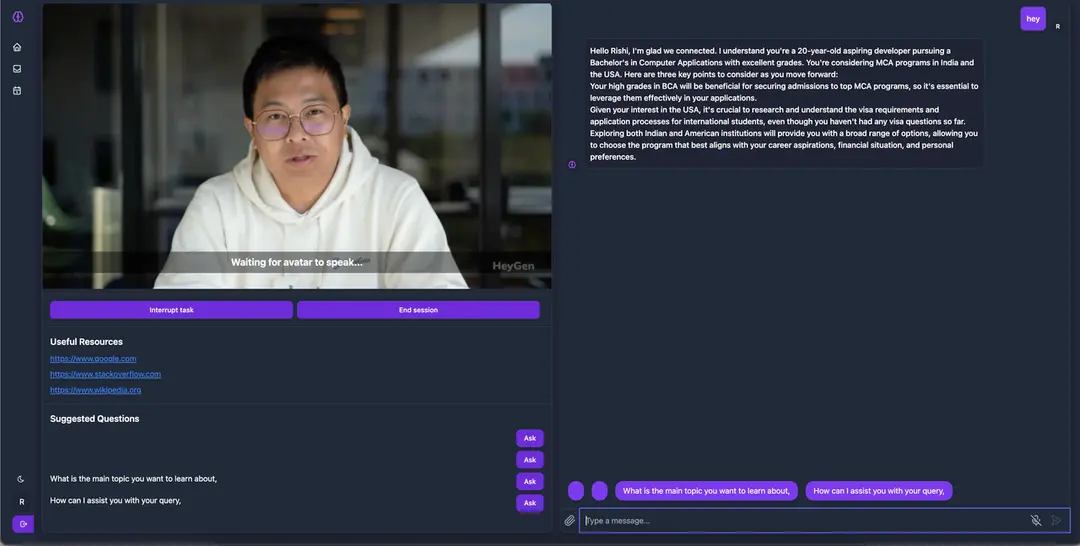 hey
R
Hello Rishi, I'm glad we connected. I understand you're a 20-year-old aspiring developer pursuing a
Bachelor's in Computer Applications with excellent grades. You're considering MCA programs in India and
the USA. Here are three key points to consider as you move forward:
Your high grades in BCA will be beneficial for securing admissions to top MCA programs, so it's essential to
leverage them effectively in your applications.
Given your interest in the USA, it's crucial to research and understand the visa requirements and
application processes for international students, even though you haven't had any visa questions so far.
Exploring both Indian and American institutions will provide you with a broad range of options, allowing you
to choose the program that best aligns with your career aspirations, financial situation, and personal
preferences.
Waiting for avatar to speak...
HeyGen
Interrupt task
End session
Useful Resources
https://www.google.com
https://www.stackoverflow.com
https://www.wikipedia.org
Suggested Questions
Ask
Ask
What is the main topic you want to learn about,
Ask
How can I assist you with your query,
Ask
R
What is the main topic you want to learn about,
How can I assist you with your query,
Type a message...